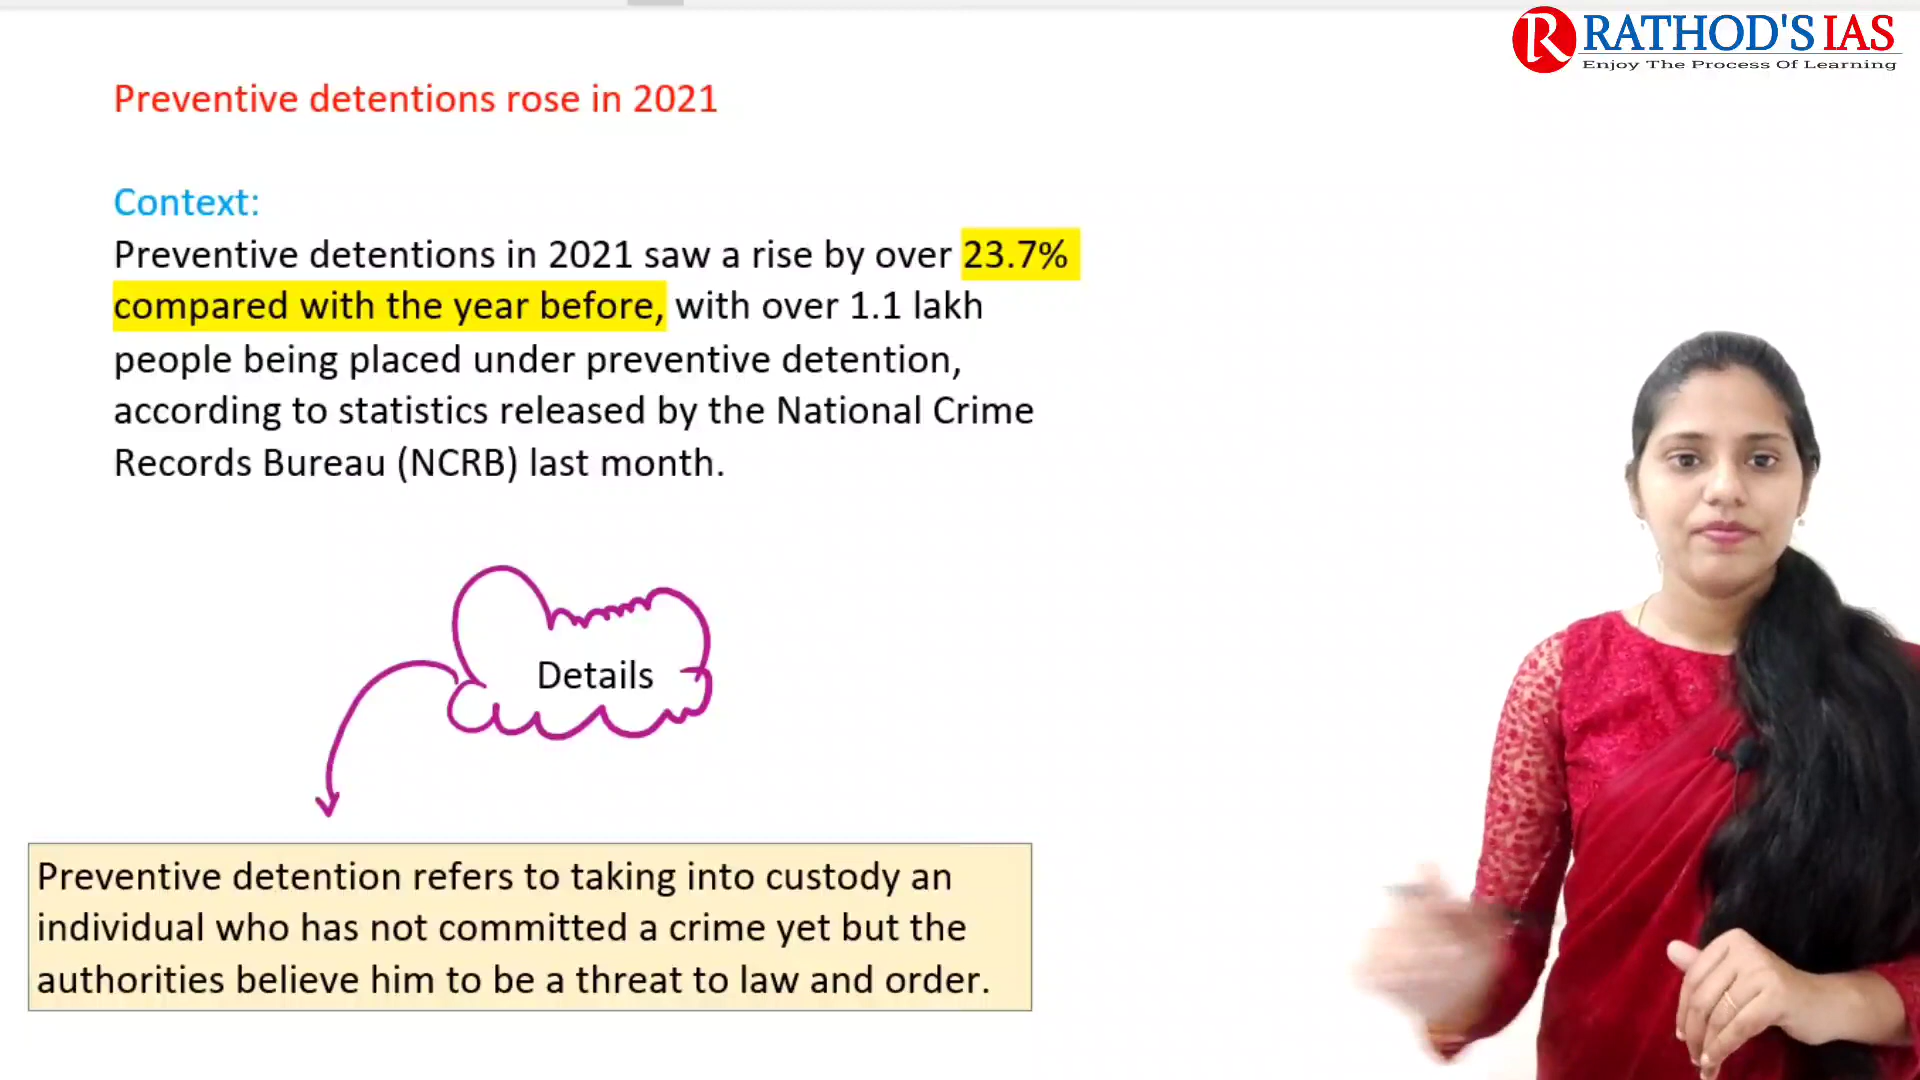 R RATHOD'S IAS
Enjoy The Process Of Learning
Preventive detentions rose in 2021
Context:
Preventive detentions in 2021 saw a rise by over 23.7%
compared with the year before, with over 1.1 lakh
people being placed under preventive detention,
according to statistics released by the National Crime
Records Bureau (NCRB) last month.
Details
Preventive detention refers to taking into custody an
individual who has not committed a crime yet but the
authorities believe him to be a threat to law and order.